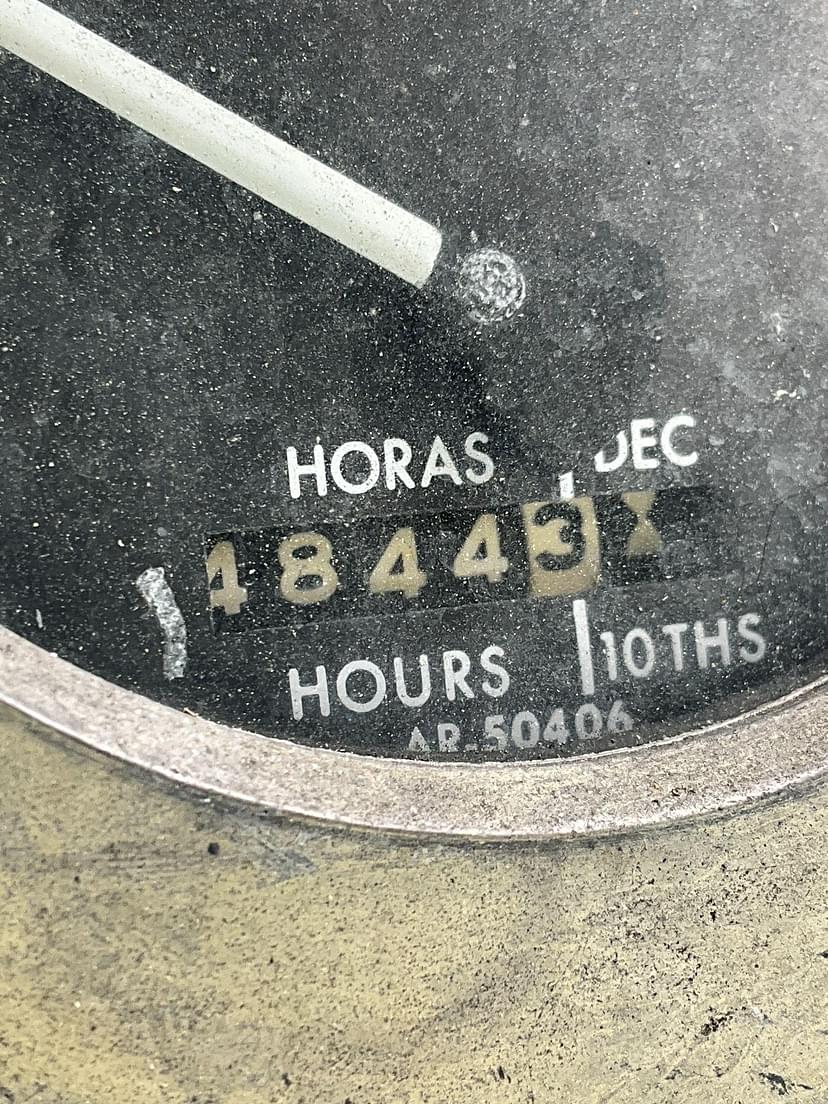 HORAS DEC
48443
HOURS 10THS
AR-50406